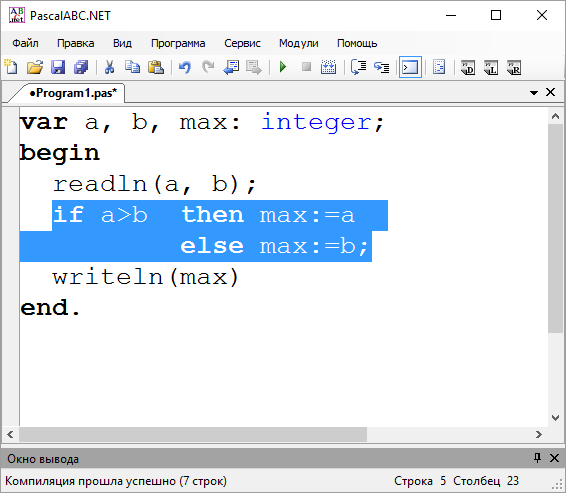 PascalABC.NET
Файл Правка Вид Программа Сервис Модули Помощь
●Program1.pas*
var a, b, max: integer;
begin
readln(a, b);
if a>b then max:=a
else max:=b;
writeln(max)
end.
Окно вывода
Компиляция прошла успешно (7 строк) Строка 5 Столбец 23